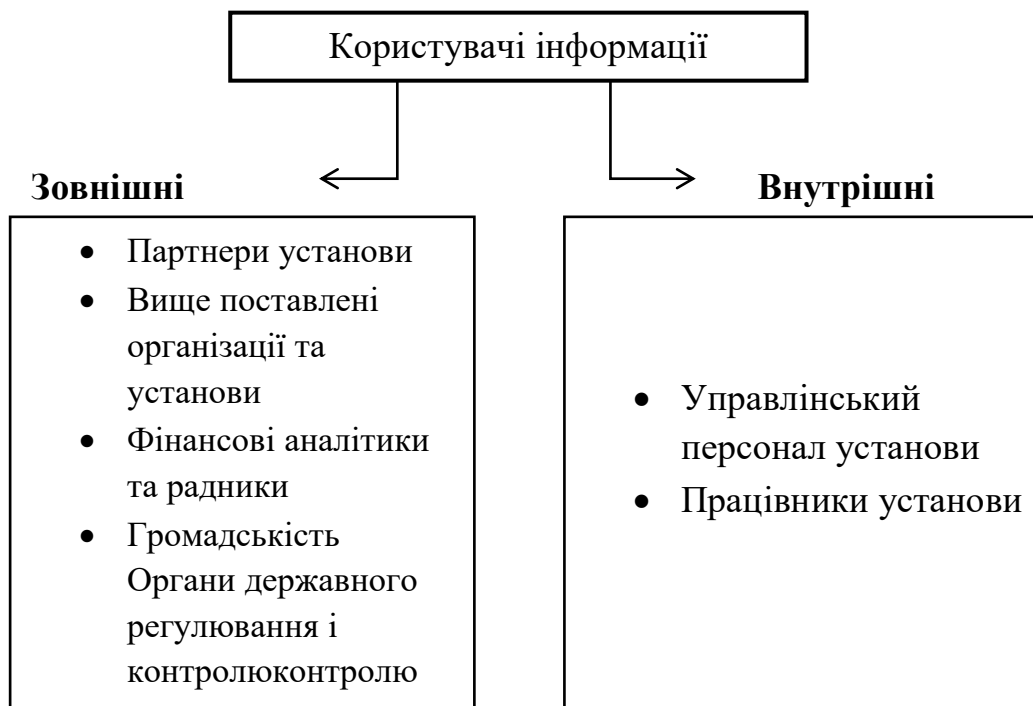 Користувачі інформації
Зовнішні
• Партнери установи
• Вище поставлені
організації та
установи
• Фінансові аналітики
та радники
• Громадськість
Органи державного
регулювання і
контролюконтролю
Внутрішні
• Управлінський
персонал установи
• Працівники установи